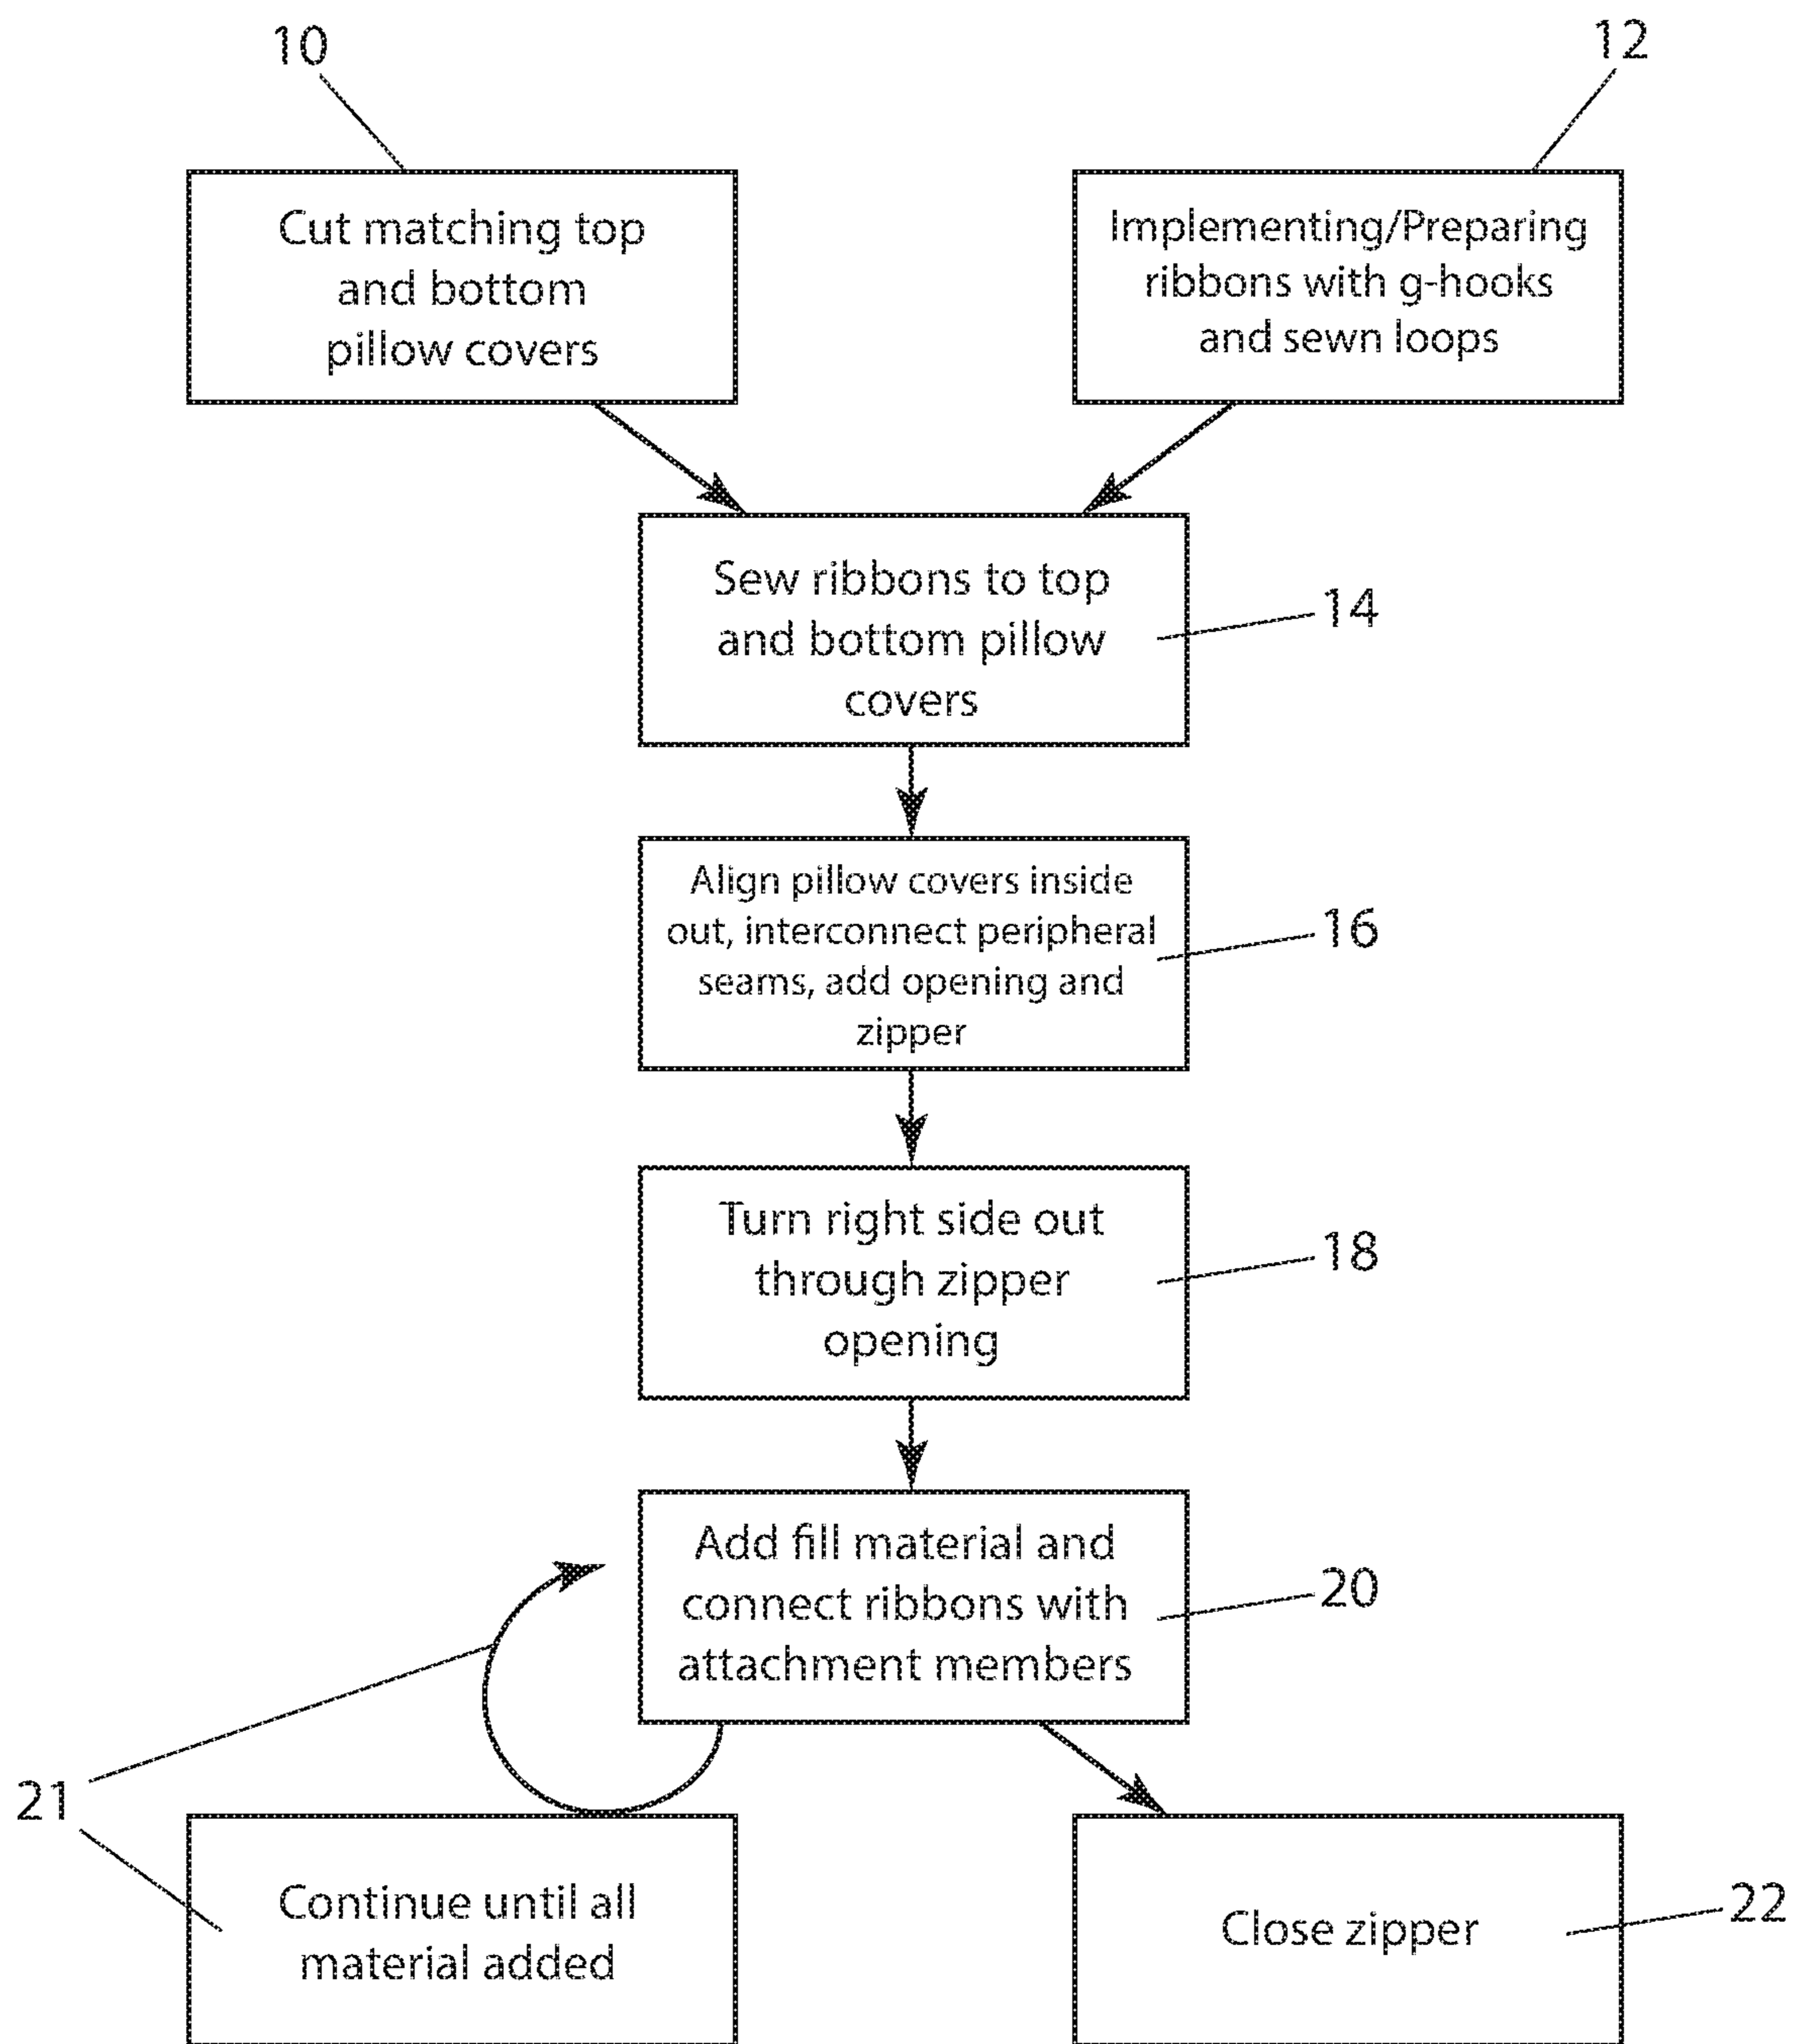 10
12
Cut matching top
and bottom
pillow covers
Implementing/Preparing
ribbons with g-hooks
and sewn loops
Sew ribbons to top
and bottom pillow
covers
14
Align pillow covers inside
out, interconnect peripheral
seams, add opening and
zipper
16
Turn right side out
through zipper
opening
18
Add fill material and
connect ribbons with
attachment members
20
21
Continue until all
material added
Close zipper
22